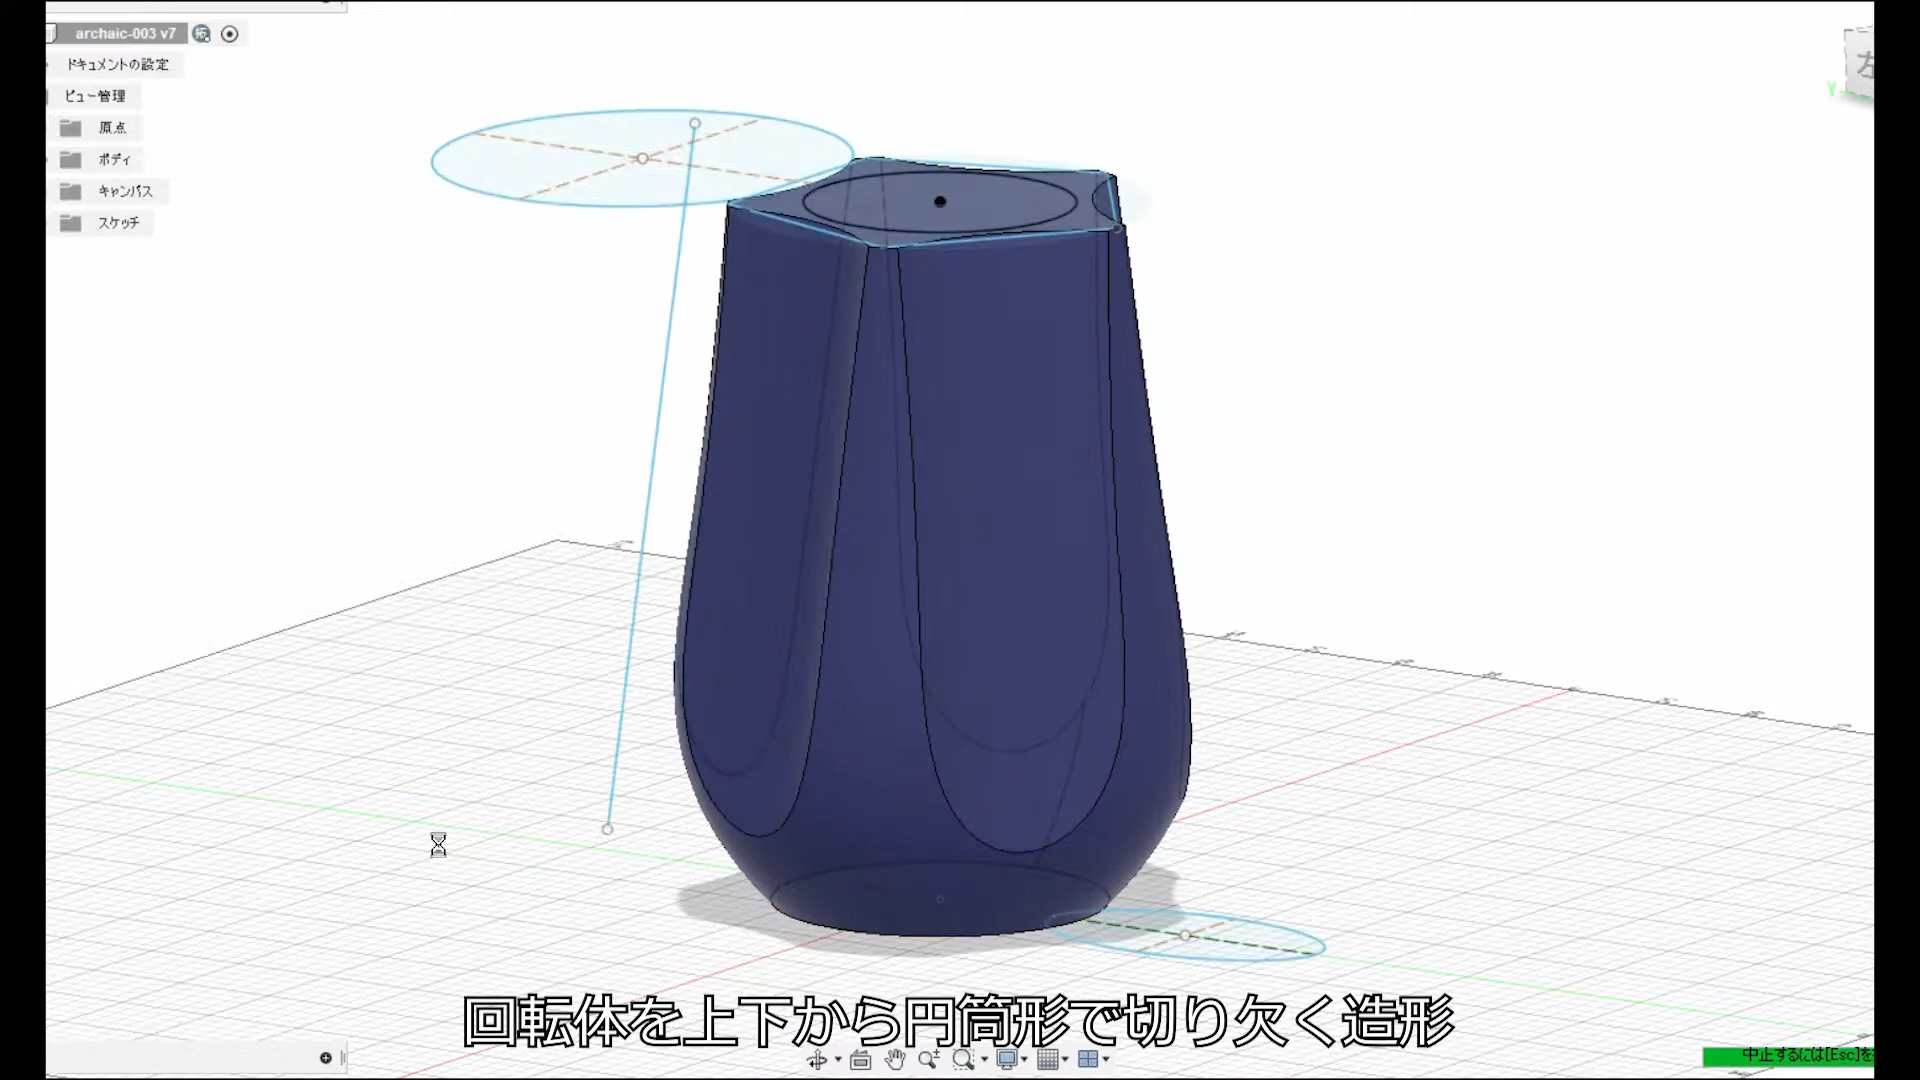 archaic-003 v7
ドキュメントの設定
ビュー管理
原点
ボディ
キャンバス
スケッチ
左
Y
回転体を上下から円筒形で切り欠く造形
中止するには[Esc]を